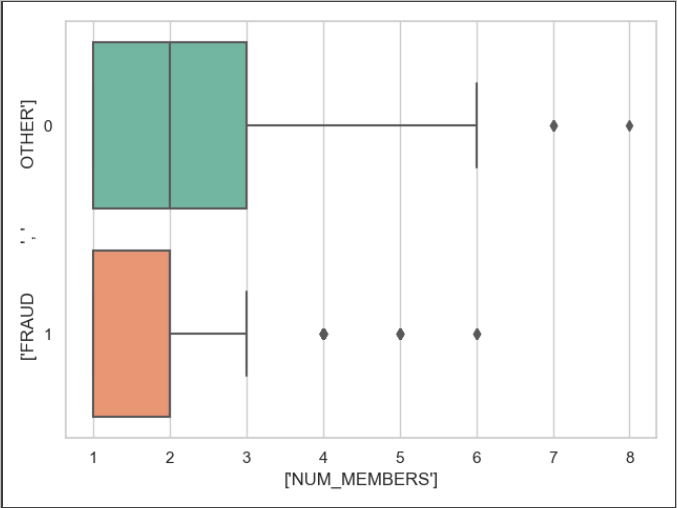 ['FRAUD ',' OTHER']
0
1
1 2 3 4 5 6 7 8
['NUM_MEMBERS']